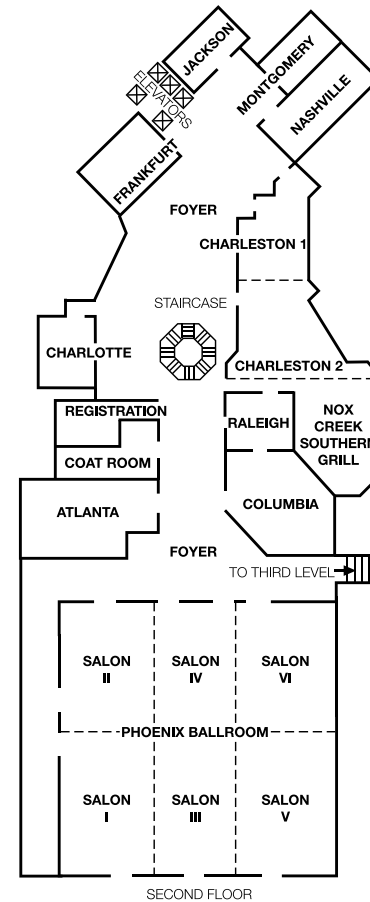 JACKSON
MONTGOMERY
NASHVILLE
ELEVATORS
FRANKFURT
FOYER
CHARLESTON 1
STAIRCASE
CHARLOTTE
CHARLESTON 2
REGISTRATION
RALEIGH
NOX
CREEK
SOUTHERN
GRILL
COAT ROOM
ATLANTA
COLUMBIA
FOYER
TO THIRD LEVEL
SALON
II
SALON
IV
SALON
VI
PHOENIX BALLROOM
SALON
I
SALON
III
SALON
V
SECOND FLOOR